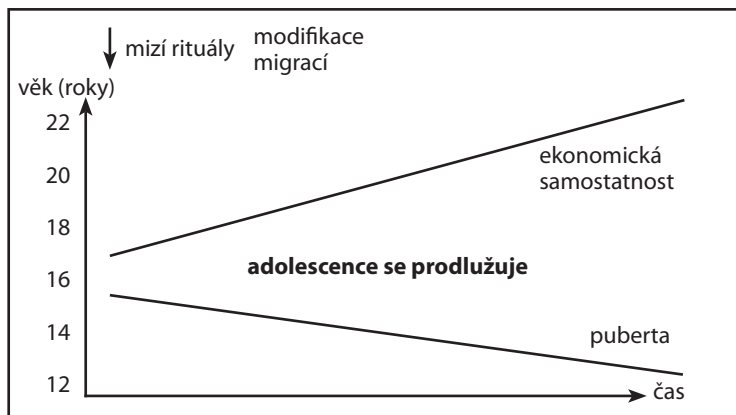 mizí rituály
modifikace
migrací
věk (roky)
22
20
18
16
14
12
ekonomická
samostatnost
adolescence se prodlužuje
puberta
čas